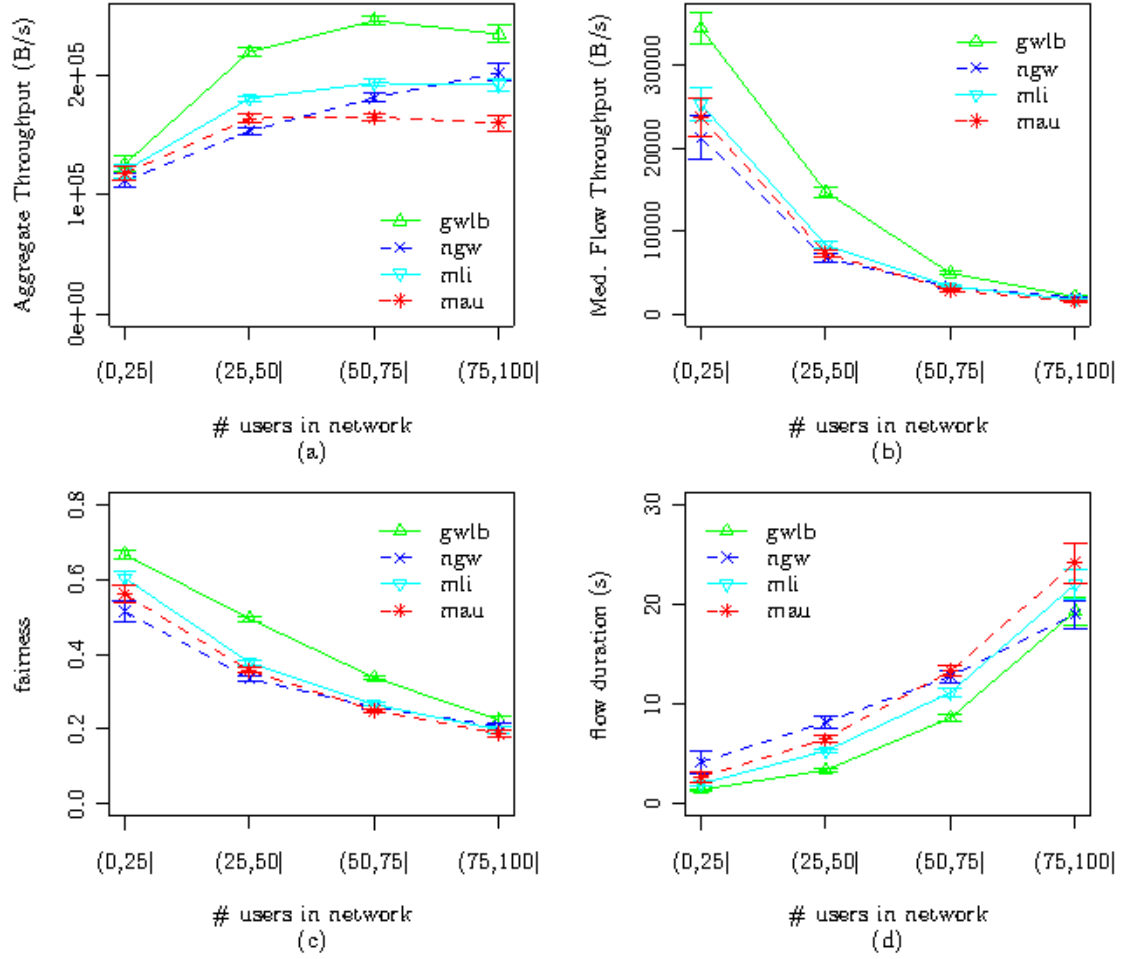 Aggregate Throughput (B/s)
2e+05
1e+05
0e+00
gwlb
ngw
mli
mau
(0,25|
(25,50|
(50,75|
(75,100|
# users in network
(a)
Med. Flow Throughput (B/s)
30000
20000
10000
0
gwlb
ngw
mli
mau
(0,25|
(25,50|
(50,75|
(75,100|
# users in network
(b)
fairness
0.8
0.6
0.4
0.2
0.0
gwlb
ngw
mli
mau
(0,25|
(25,50|
(50,75|
(75,100|
# users in network
(c)
flow duration (s)
30
20
10
0
gwlb
ngw
mli
mau
(0,25|
(25,50|
(50,75|
(75,100|
# users in network
(d)